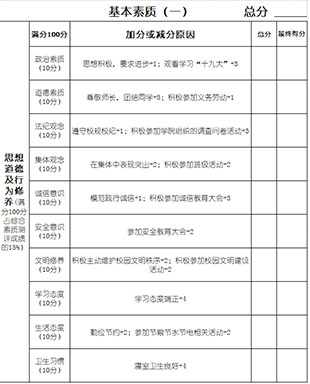 基本素质（一） 总分
满分100分 加分或减分原因 总分 最终得分
思想
道德及行
为修
养(满
分100分
占综合
素质测
评成绩
的15%)
政治素质
(10分)
思想积极，要求进步+1；观看学习“十九大”+3
道德素质
(10分)
尊敬师长，团结同学+3；积极参加义务劳动+1
法纪观念
(10分)
遵守校规校纪+1；积极参加学院组织的调查问卷活动+3
集体观念
(10分)
在集体中表现突出+2；积极参加班级活动+2
诚信意识
(10分)
模范践行诚信+1；积极参加诚信教育大会+3
安全意识
(10分)
参加安全教育大会+2
文明修养
(10分)
积极主动维护校园文明秩序+2；积极参加校园文明建设
活动+2
学习态度
(10分)
学习态度端正+4
生活态度
(10分)
勤俭节约+2；参加节粮节水节电相关活动+2
卫生习惯
(10分)
寝室卫生良好+4